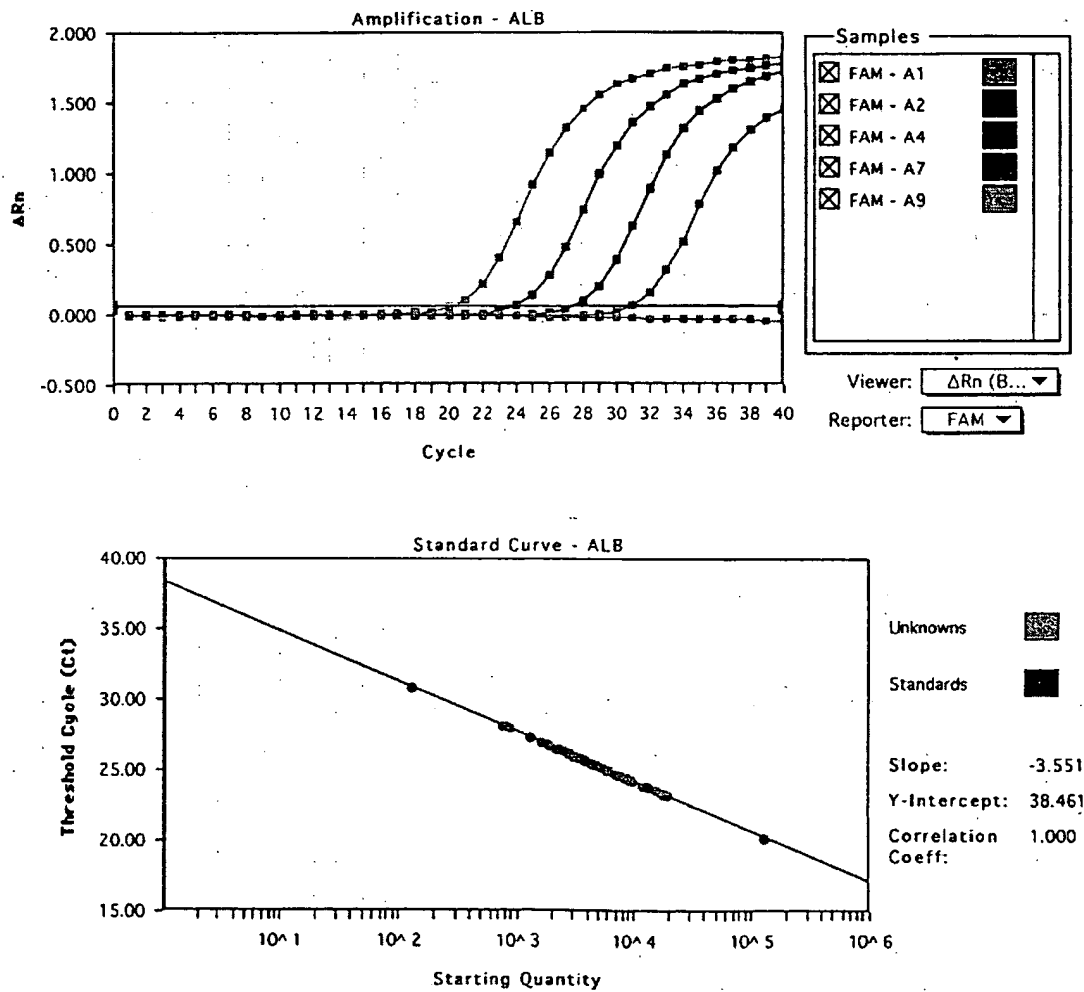 Amplification - ALB
2.000
1.500
1.000
0.500
0.000
-0.500
ΔRn
0 2 4 6 8 10 12 14 16 18 20 22 24 26 28 30 32 34 36 38 40
Cycle
Samples
FAM - A1
FAM - A2
FAM - A4
FAM - A7
FAM - A9
Viewer: ΔRn (B...
Reporter: FAM
Standard Curve - ALB
40.00
35.00
30.00
25.00
20.00
15.00
Threshold Cycle (Ct)
10^1 10^2 10^3 10^4 10^5 10^6
Starting Quantity
Unknowns
Standards
Slope: -3.551
Y-Intercept: 38.461
Correlation 1.000
Coeff: